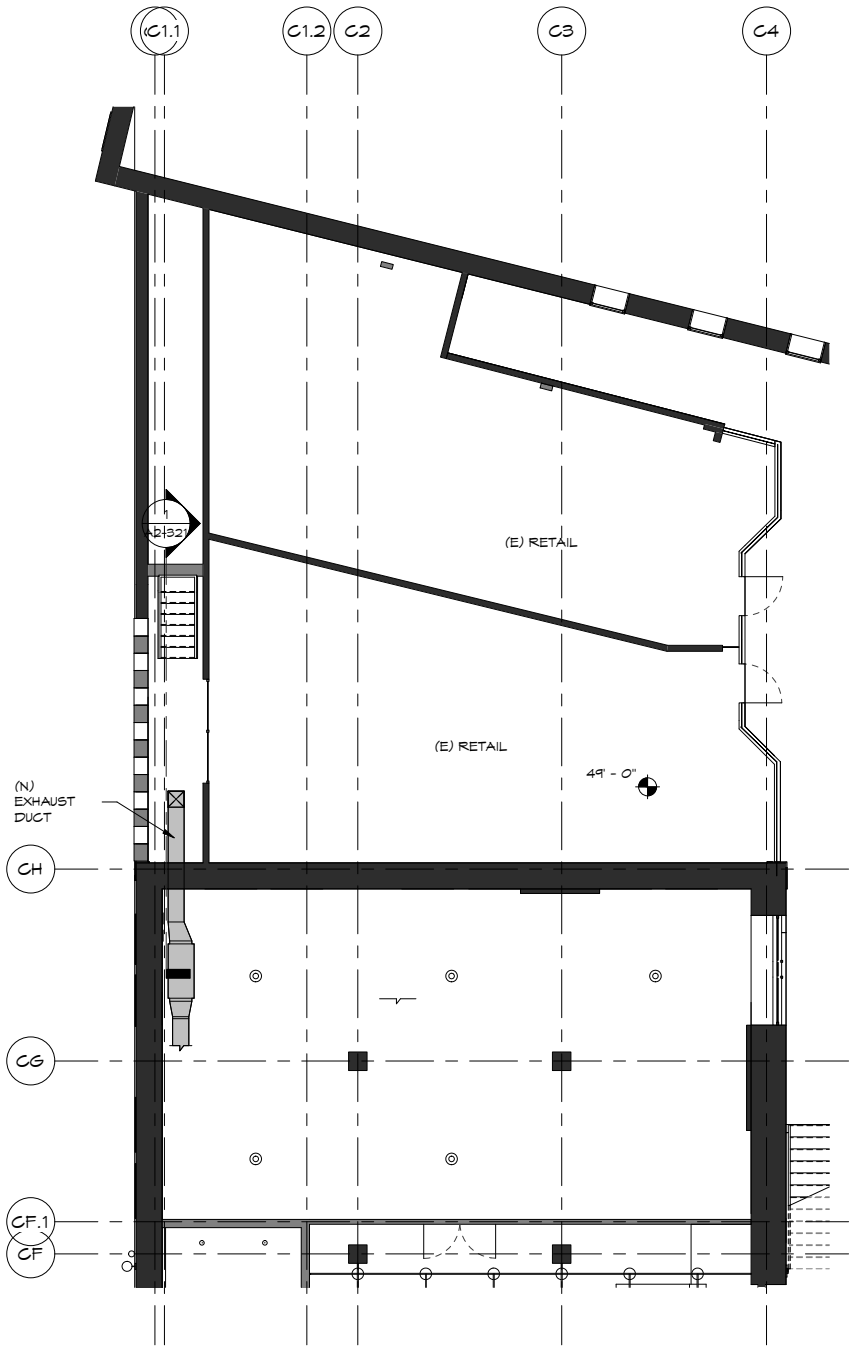 C1.1
C1.2
C2
C3
C4
1
A2-321
(E) RETAIL
(E) RETAIL
49' - 0"
(N)
EXHAUST
DUCT
CH
CG
CF.1
CF